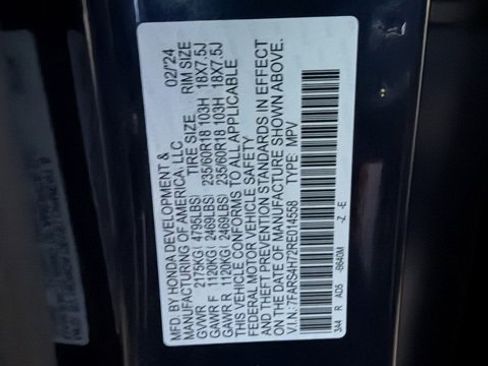 MFD. BY HONDA DEVELOPMENT & 02/'24
MANUFACTURING OF AMERICA, LLC
TIRE SIZE RIM SIZE
GVWR 2175KG( 4795LBS)
GAWR F 1120KG( 2469LBS) 235/60R18 103H 18X7.5J
GAWR R 1120KG( 2469LBS) 235/60R18 103H 18X7.5J
THIS VEHICLE CONFORMS TO ALL APPLICABLE
FEDERAL MOTOR VEHICLE SAFETY
AND THEFT PREVENTION STANDARDS IN EFFECT
ON THE DATE OF MANUFACTURE SHOWN ABOVE.
V.I.N.:7FARS4H72RE014558 TYPE: MPV
3A4 R AD5 -B640M -Z -E